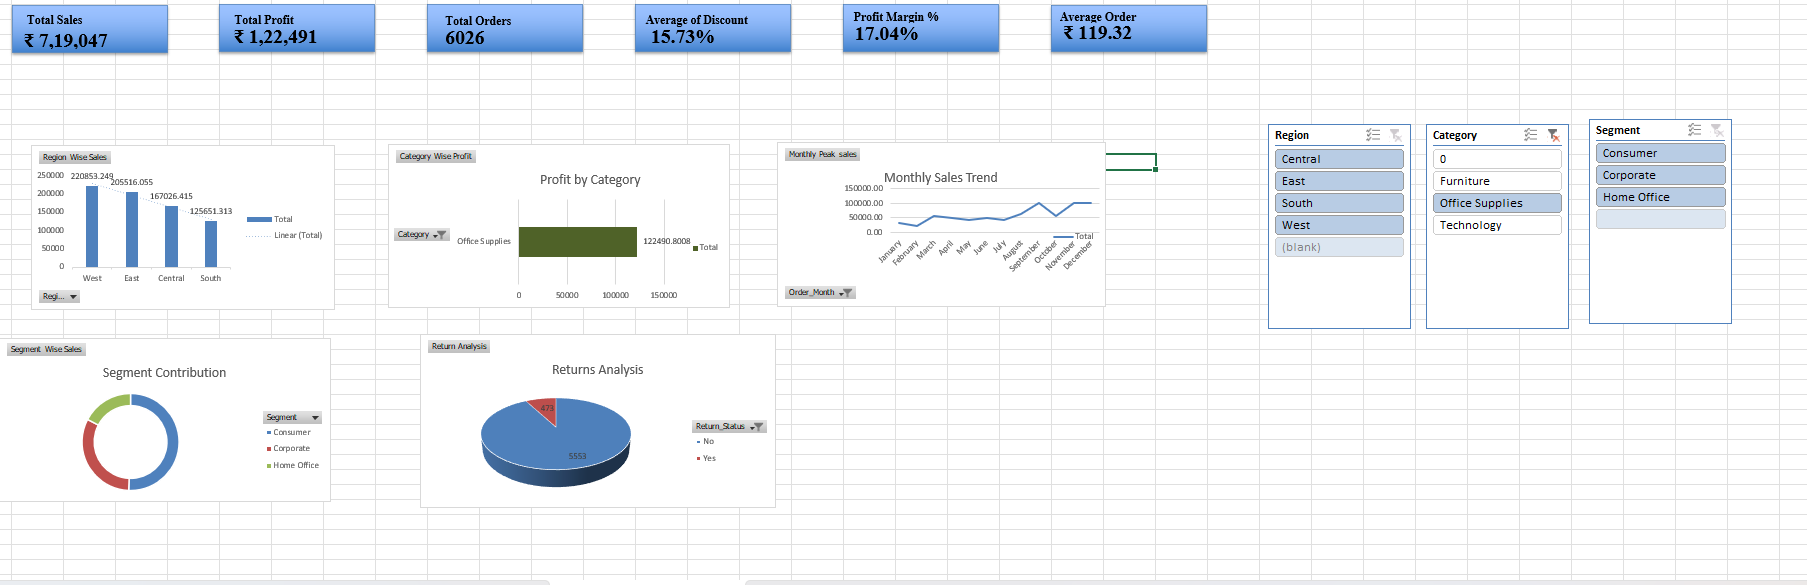 Total Sales
₹ 7,19,047
Total Profit
₹ 1,22,491
Total Orders
6026
Average of Discount
15.73%
Profit Margin %
17.04%
Average Order
₹ 119.32
Region Wise Sales
250000
200000
150000
100000
50000
0
220853.249
205516.055
167026.415
125651.313
West
East
Central
South
Total
Linear (Total)
Regi...
Category Wise Profit
Profit by Category
Category
Office Supplies
122490.8008
Total
0
50000
100000
150000
Monthly Peak sales
Monthly Sales Trend
150000.00
100000.00
50000.00
0.00
January
February
March
April
May
June
July
August
September
October
November
December
Total
Order_Month
Region
Central
East
South
West
(blank)
Category
0
Furniture
Office Supplies
Technology
Segment
Consumer
Corporate
Home Office
Segment Wise Sales
Segment Contribution
Segment
Consumer
Corporate
Home Office
Return Analysis
Returns Analysis
473
5553
Return_Status
No
Yes